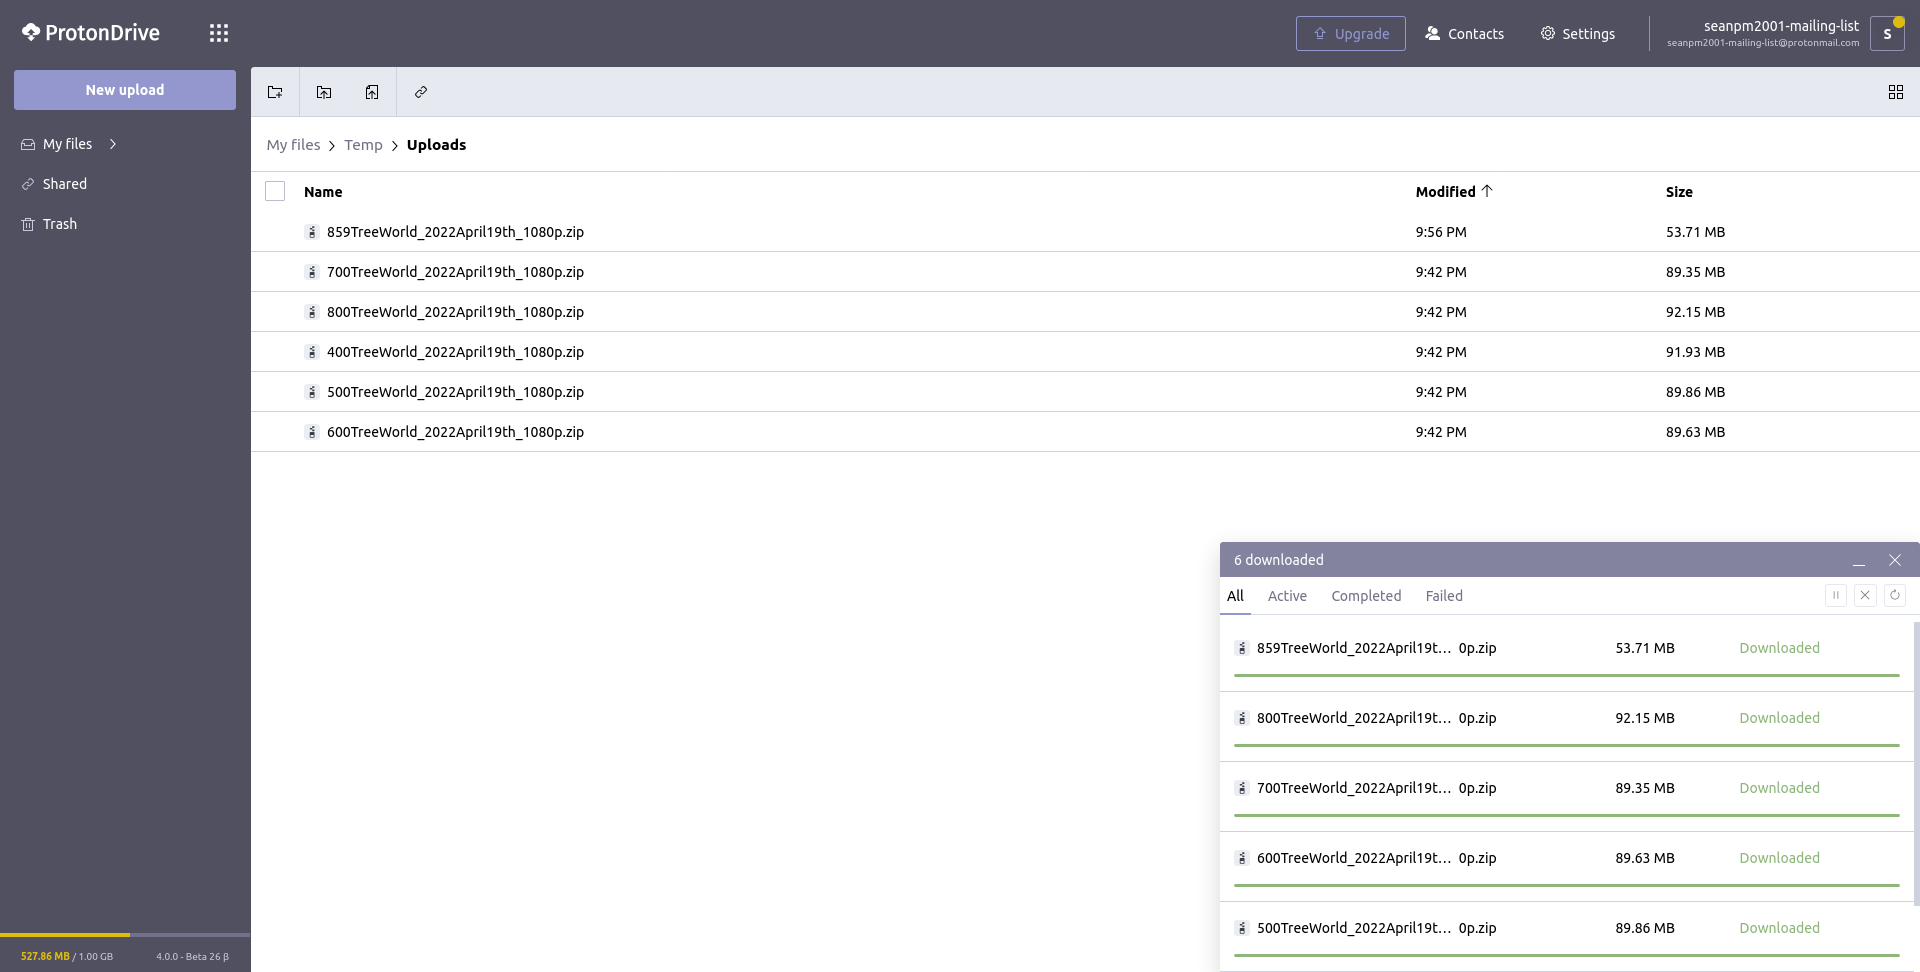 ProtonDrive
Upgrade
Contacts
Settings
seanpm2001-mailing-list
seanpm2001-mailing-list@protonmail.com
S
New upload
My files
Shared
Trash
My files > Temp > Uploads
Name Modified Size
859TreeWorld_2022April19th_1080p.zip 9:56 PM 53.71 MB
700TreeWorld_2022April19th_1080p.zip 9:42 PM 89.35 MB
800TreeWorld_2022April19th_1080p.zip 9:42 PM 92.15 MB
400TreeWorld_2022April19th_1080p.zip 9:42 PM 91.93 MB
500TreeWorld_2022April19th_1080p.zip 9:42 PM 89.86 MB
600TreeWorld_2022April19th_1080p.zip 9:42 PM 89.63 MB
6 downloaded
All Active Completed Failed
859TreeWorld_2022April19t... 0p.zip 53.71 MB Downloaded
800TreeWorld_2022April19t... 0p.zip 92.15 MB Downloaded
700TreeWorld_2022April19t... 0p.zip 89.35 MB Downloaded
600TreeWorld_2022April19t... 0p.zip 89.63 MB Downloaded
500TreeWorld_2022April19t... 0p.zip 89.86 MB Downloaded
527.86 MB / 1.00 GB 4.0.0 - Beta 26 β